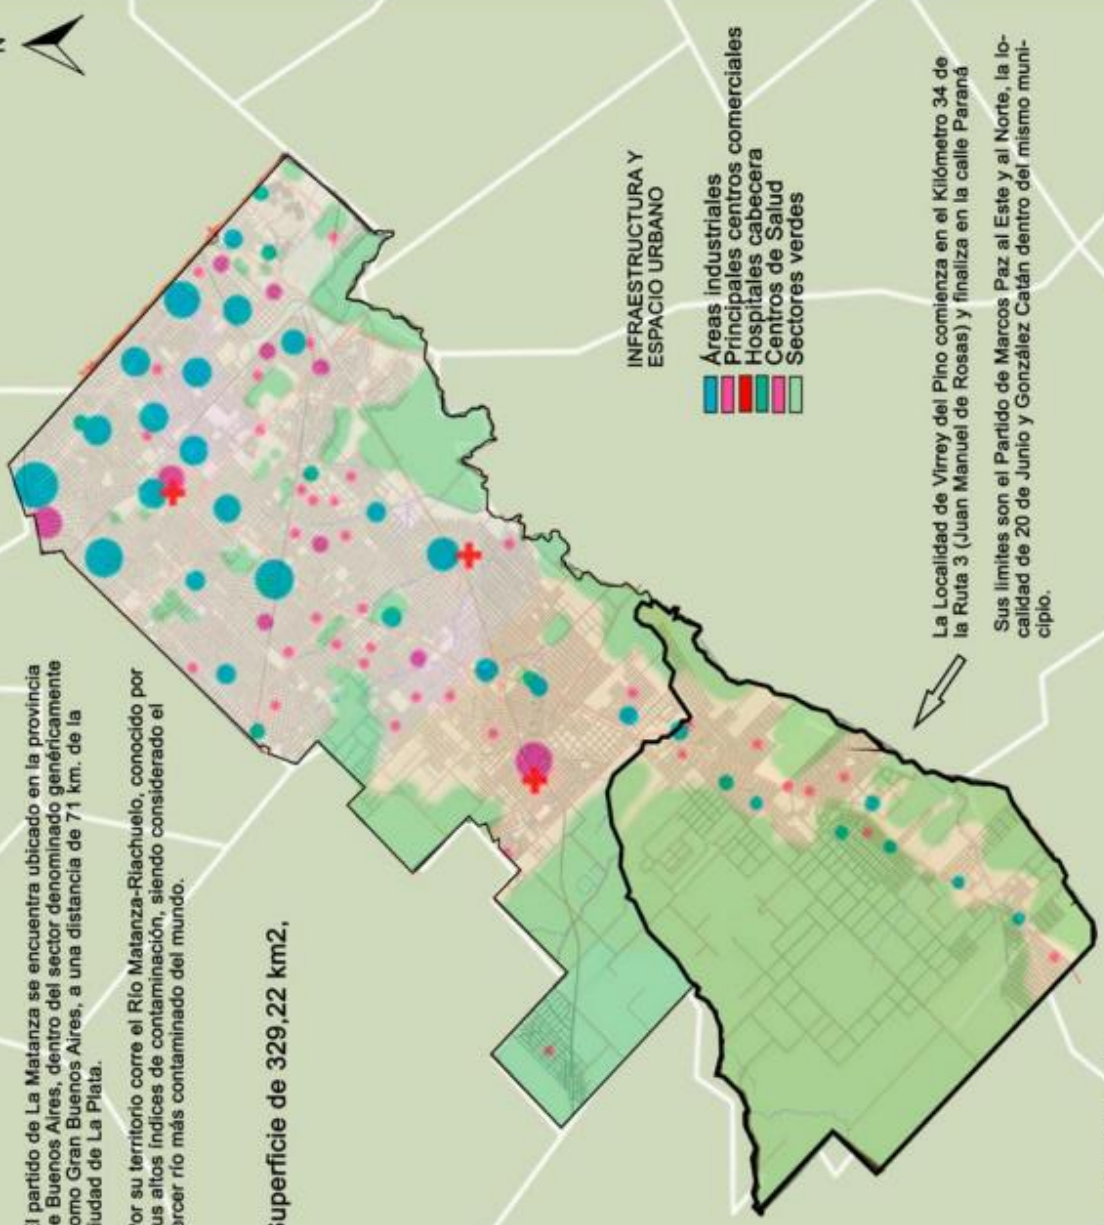 N
l partido de La Matanza se encuentra ubicado en la provincia
e Buenos Aires, dentro del sector denominado genéricamente
omo Gran Buenos Aires, a una distancia de 71 km. de la
iudad de La Plata.
or su territorio corre el Río Matanza-Riachuelo, conocido por
us altos índices de contaminación, siendo considerado el
ercer río más contaminado del mundo.
Superficie de 329,22 km2,
INFRAESTRUCTURA Y
ESPACIO URBANO
Áreas industriales
Principales centros comerciales
Hospitales cabecera
Centros de Salud
Sectores verdes
La Localidad de Virrey del Pino comienza en el Kilómetro 34 de
la Ruta 3 (Juan Manuel de Rosas) y finaliza en la calle Paraná
Sus limites son el Partido de Marcos Paz al Este y al Norte, la lo-
calidad de 20 de Junio y González Catán dentro del mismo muni-
cipio.